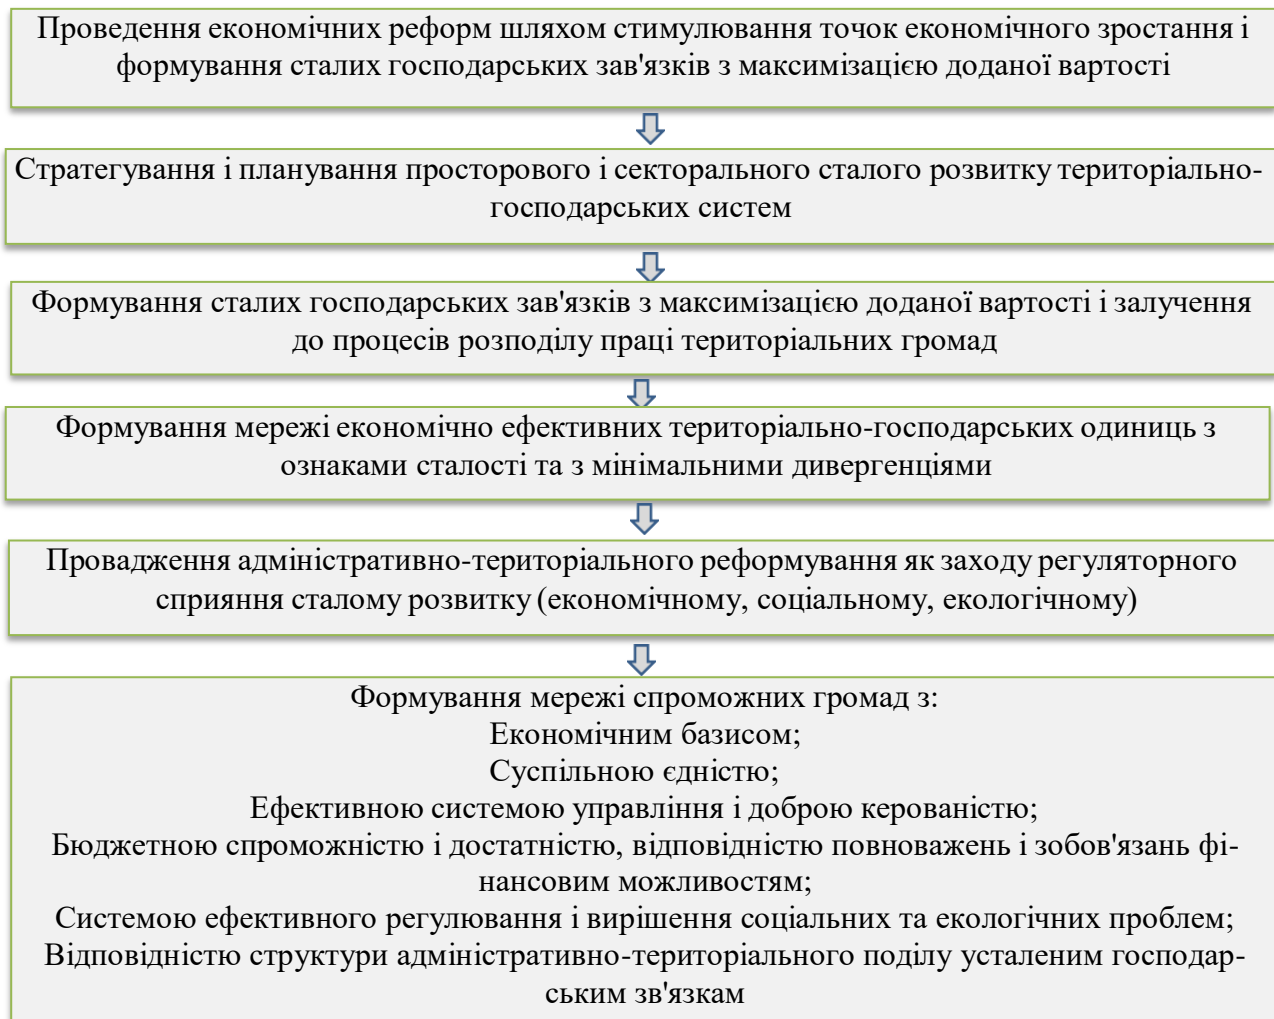 Проведення економічних реформ шляхом стимулювання точок економічного зростання і
формування сталих господарських зав'язків з максимізацією доданої вартості
Стратегування і планування просторового і секторального сталого розвитку територіально-
господарських систем
Формування сталих господарських зав'язків з максимізацією доданої вартості і залучення
до процесів розподілу праці територіальних громад
Формування мережі економічно ефективних територіально-господарських одиниць з
ознаками сталості та з мінімальними дивергенціями
Провадження адміністративно-територіального реформування як заходу регуляторного
сприяння сталому розвитку (економічному, соціальному, екологічному)
Формування мережі спроможних громад з:
Економічним базисом;
Суспільною єдністю;
Ефективною системою управління і доброю керованістю;
Бюджетною спроможністю і достатністю, відповідністю повноважень і зобов'язань фі-
нансовим можливостям;
Системою ефективного регулювання і вирішення соціальних та екологічних проблем;
Відповідністю структури адміністративно-територіального поділу усталеним господар-
ським зв'язкам